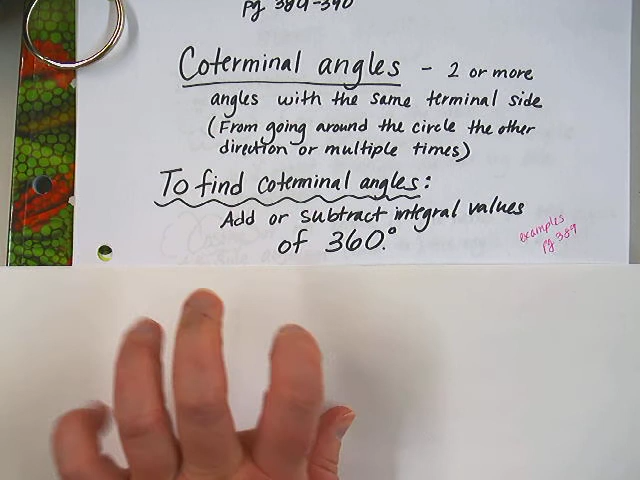 Coterminal angles - 2 or more
angles with the same terminal side
(From going around the circle the other
direction or multiple times)
To find coterminal angles:
Add or subtract integral values
of 360.°
examples
pg 389